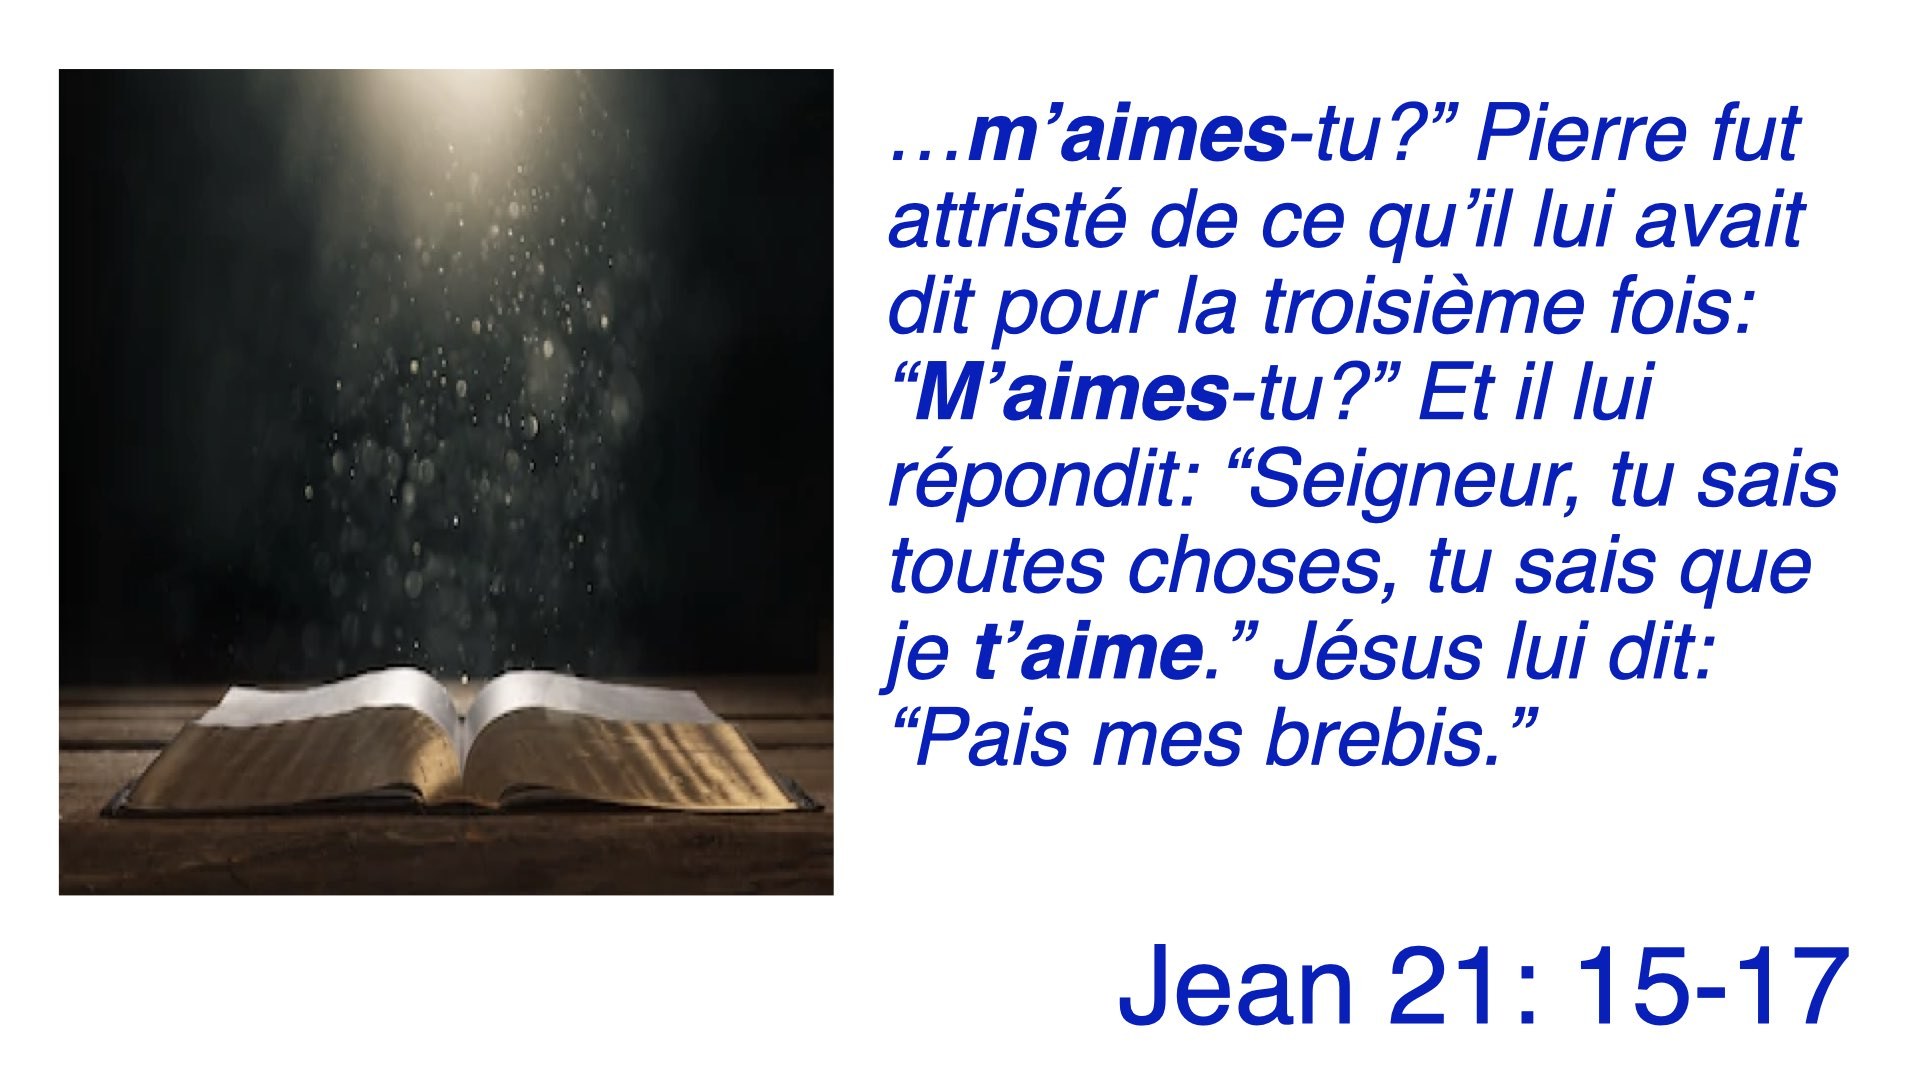 …m’aimes-tu?” Pierre fut
attristé de ce qu’il lui avait
dit pour la troisième fois:
“M’aimes-tu?” Et il lui
répondit: “Seigneur, tu sais
toutes choses, tu sais que
je t’aime.” Jésus lui dit:
“Pais mes brebis.”
Jean 21: 15-17